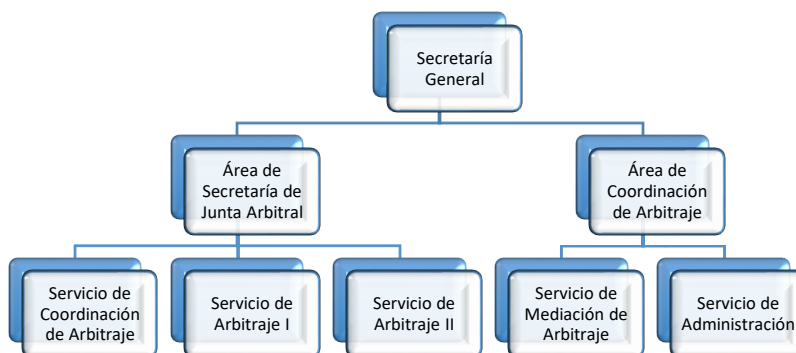 Secretaría
General
Área de
Secretaría de
Junta Arbitral
Área de
Coordinación
de Arbitraje
Servicio de
Coordinación
de Arbitraje
Servicio de
Arbitraje I
Servicio de
Arbitraje II
Servicio de
Mediación de
Arbitraje
Servicio de
Administración